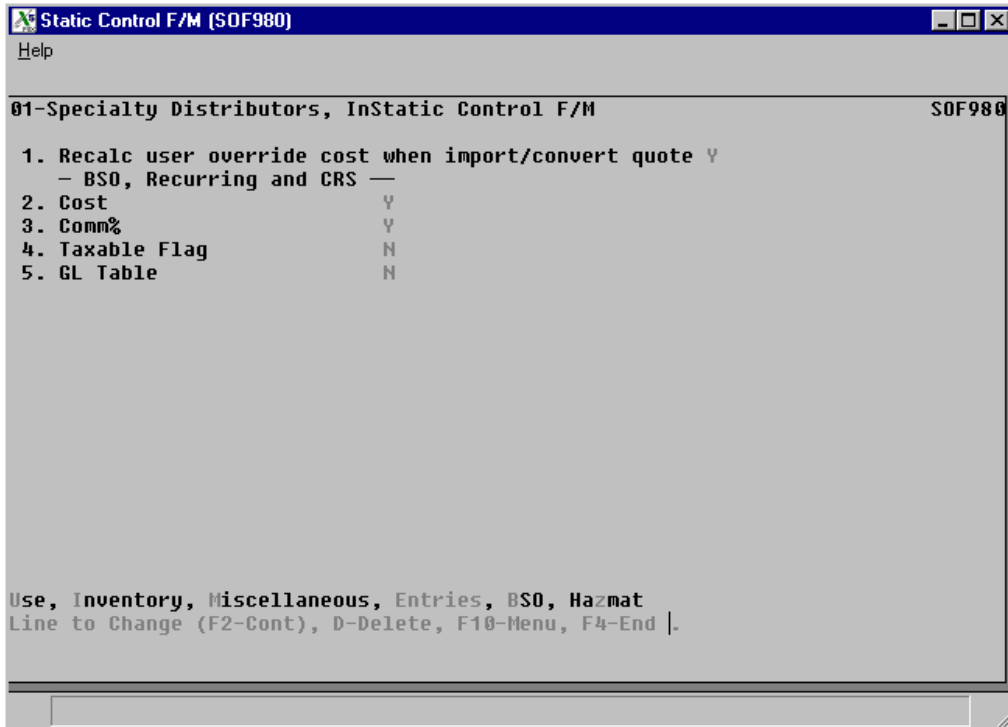 Static Control F/M (SOF980)
Help
01-Specialty Distributors, InStatic Control F/M SOF980
1. Recalc user override cost when import/convert quote Y
— BSO, Recurring and CRS —
2. Cost Y
3. Comm% Y
4. Taxable Flag N
5. GL Table N
Use, Inventory, Miscellaneous, Entries, BSO, Hazmat
Line to Change (F2-Cont), D-Delete, F10-Menu, F4-End .